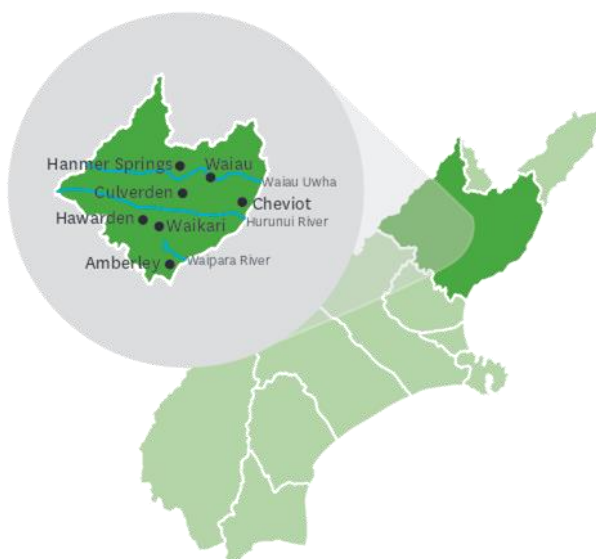 Hanmer Springs
Waiau
Waiau Uwha
Culverden
Cheviot
Hawarden
Waikari
Hurunui River
Amberley
Waipara River